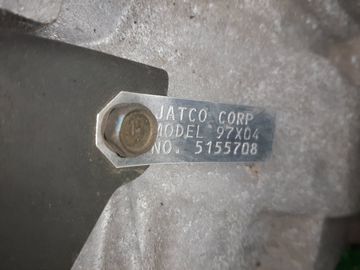 JATCO CORP
MODEL 97X04
NO. 5155708